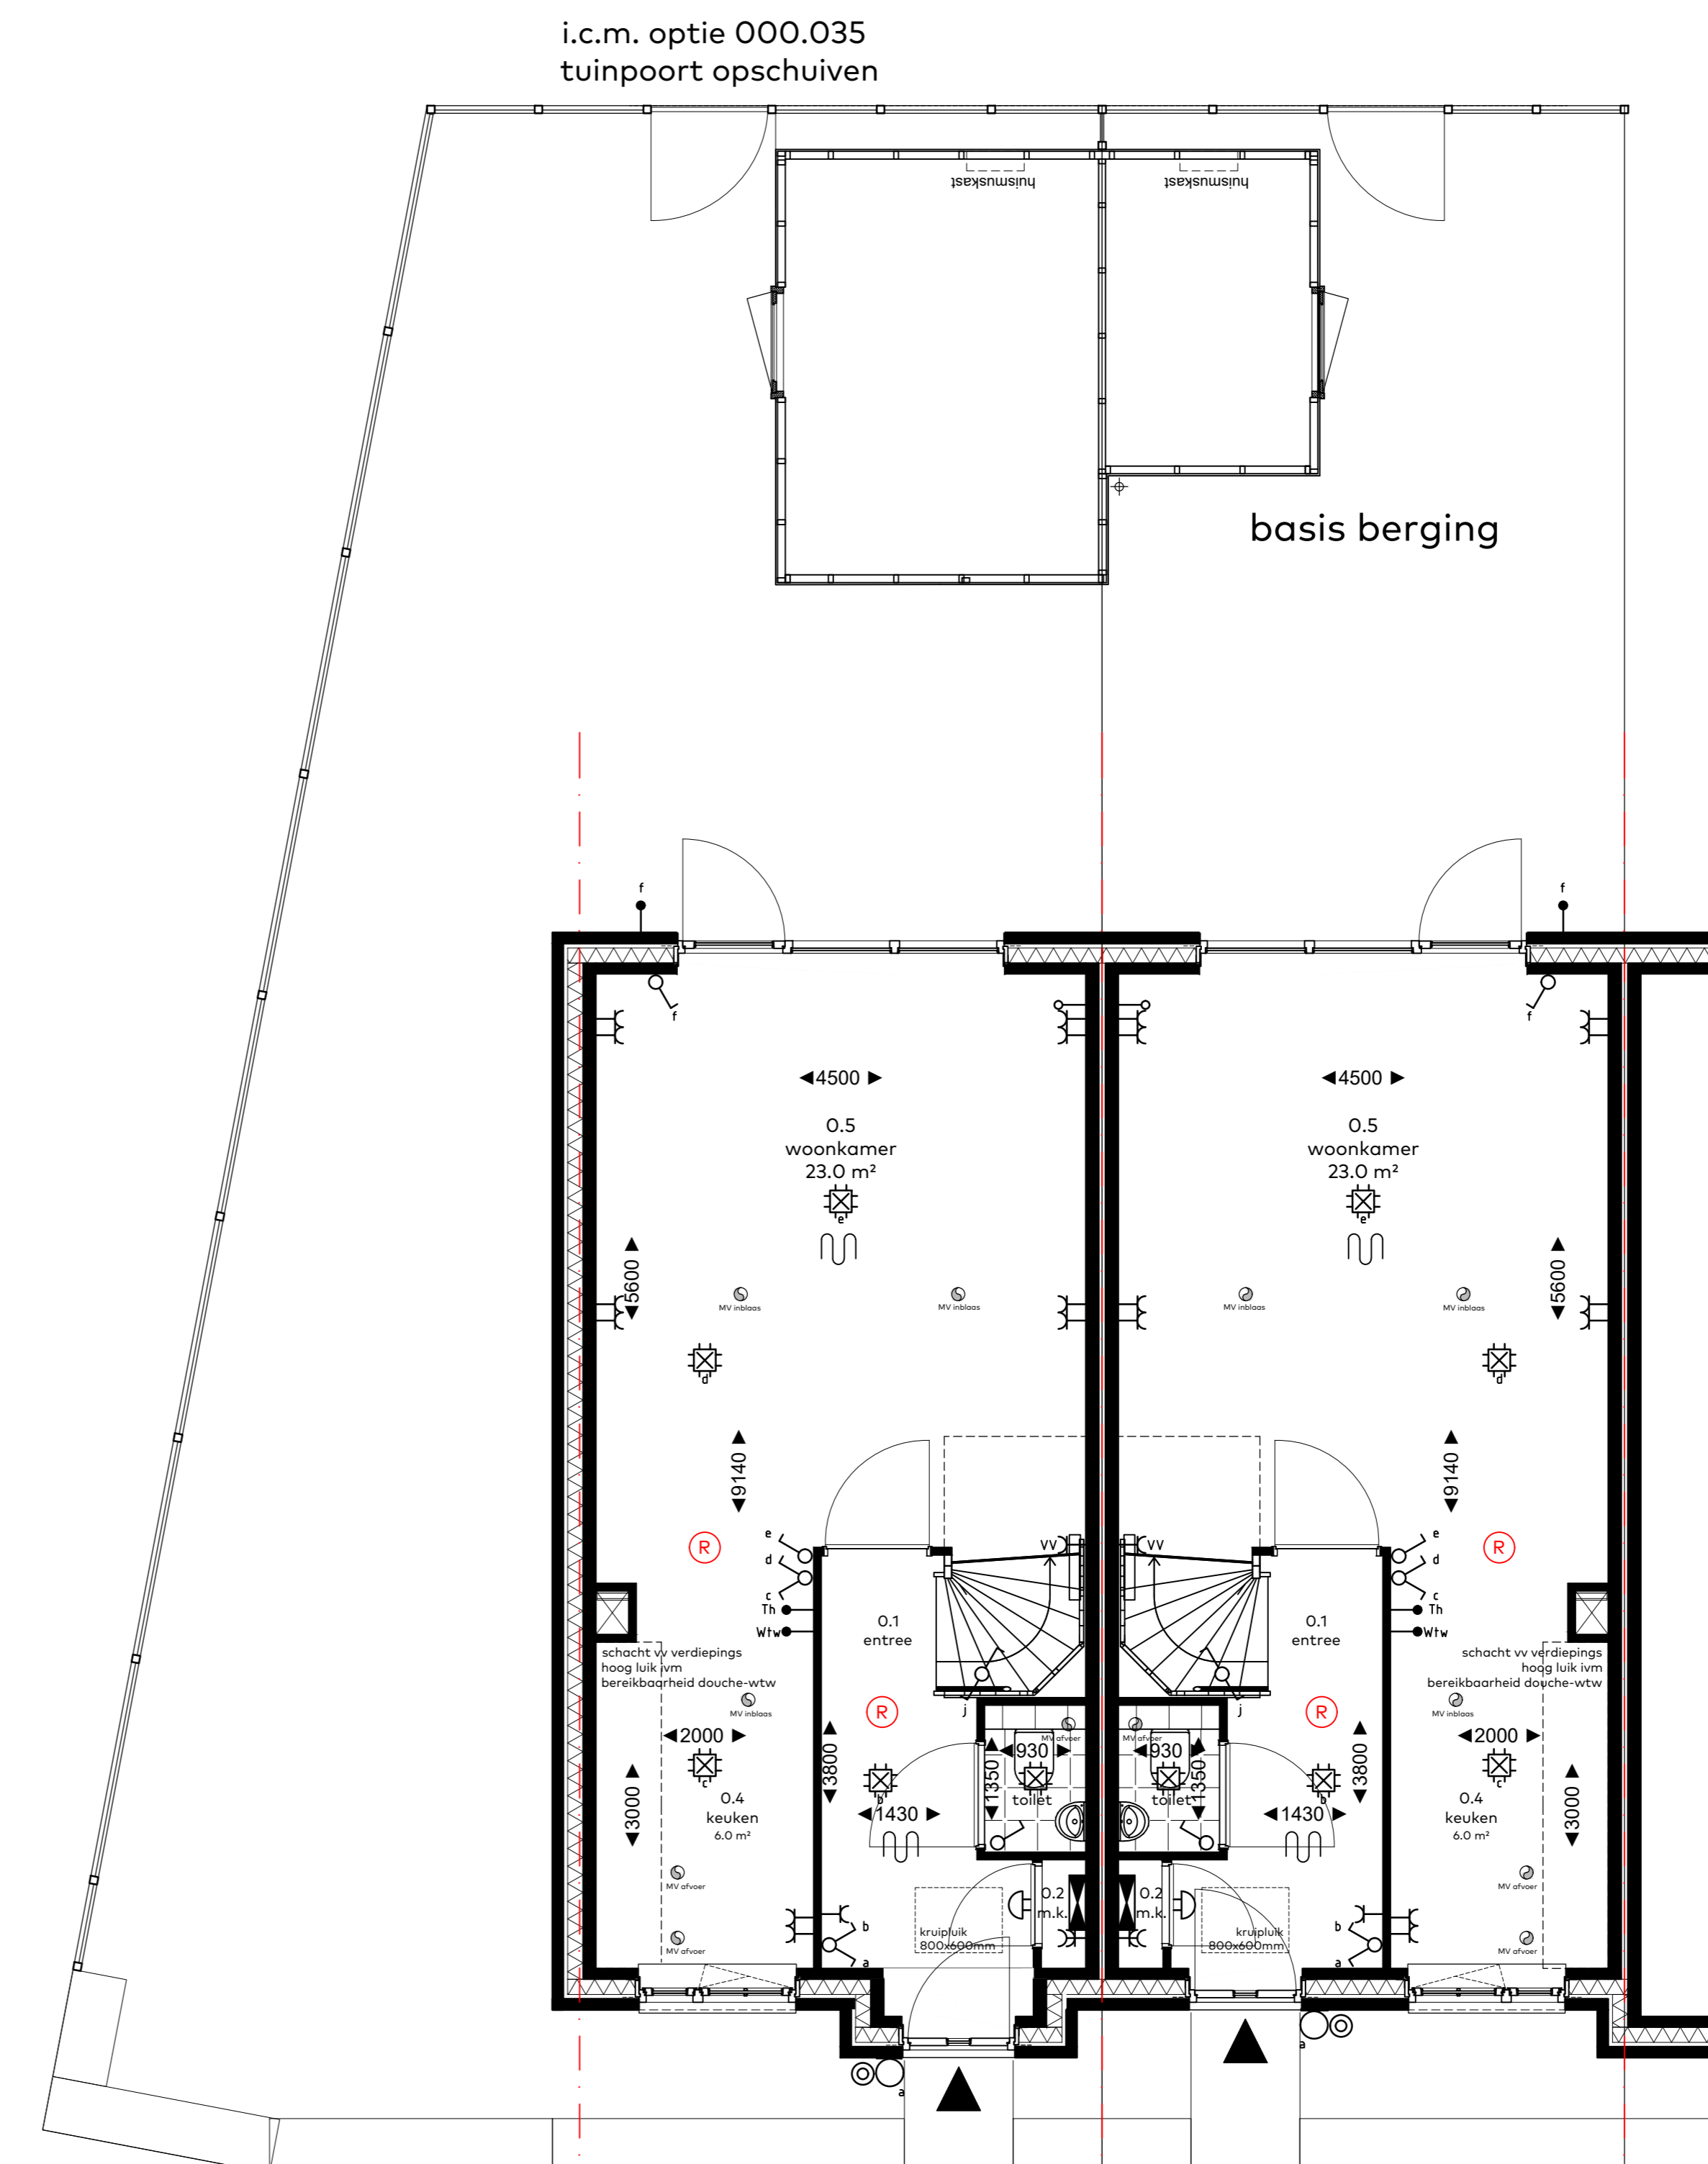 i.c.m. optie 000.035
tuinpoort opschuiven
huismuskast
huismuskast
basis berging
f
f
f
f
4500
4500
0.5
woonkamer
23.0 m²
e
0.5
woonkamer
23.0 m²
e
5600
5600
MV inblaas
MV inblaas
MV inblaas
MV inblaas
d
d
9140
9140
R
e
d
c
Th
Wtw
VV
VV
e
d
c
Th
Wtw
R
0.1
entree
0.1
entree
schacht vv verdiepings
hoog luik ivm
bereikbaarheid douche-wtw
schacht vv verdiepings
hoog luik ivm
bereikbaarheid douche-wtw
MV inblaas
MV inblaas
R
j
j
R
2000
c
3000
0.4
keuken
6.0 m²
3800
b
1430
MV afvoer
930
1350
toilet
MV afvoer
930
1350
toilet
b
1430
3800
2000
c
0.4
keuken
6.0 m²
3000
MV afvoer
MV afvoer
MV afvoer
MV afvoer
0.2
m.k.
0.2
m.k.
b
a
kruipluik
800x600mm
kruipluik
800x600mm
b
a
a
a